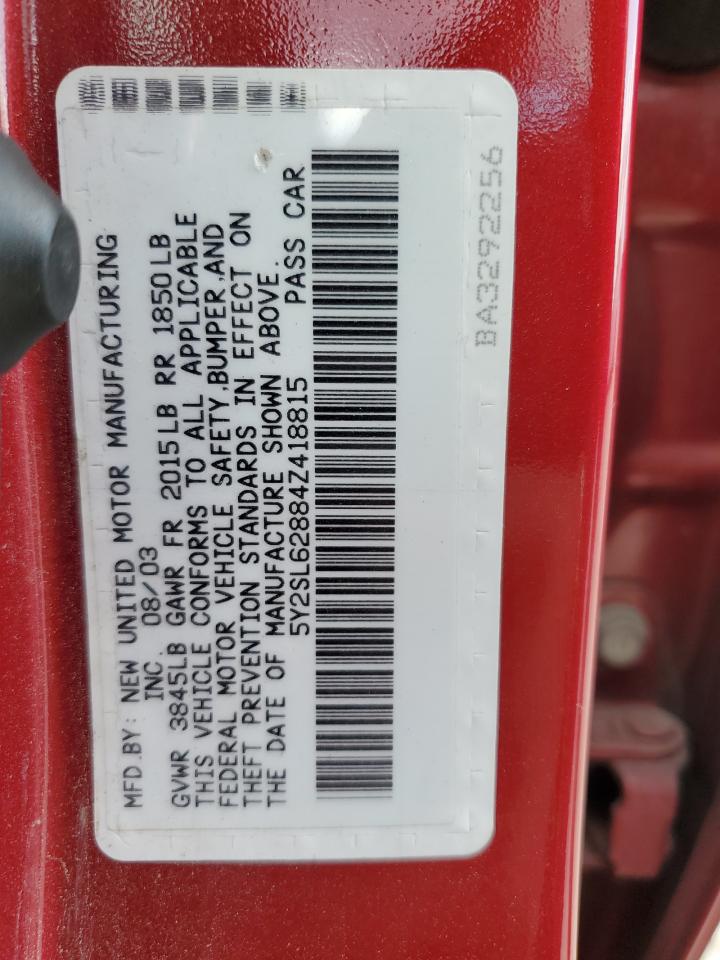 MFD.BY: NEW UNITED MOTOR MANUFACTURING
INC. 08/03
GVWR 3845LB GAWR FR 2015LB RR 1850LB
THIS VEHICLE CONFORMS TO ALL APPLICABLE
FEDERAL MOTOR VEHICLE SAFETY,BUMPER,AND
THEFT PREVENTION STANDARDS IN EFFECT ON
THE DATE OF MANUFACTURE SHOWN ABOVE.
5Y2SL62884Z418815 PASS CAR
BA3292256